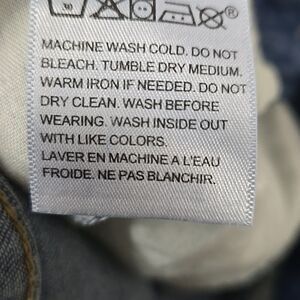 MACHINE WASH COLD. DO NOT
BLEACH. TUMBLE DRY MEDIUM.
WARM IRON IF NEEDED. DO NOT
DRY CLEAN. WASH BEFORE
WEARING. WASH INSIDE OUT
WITH LIKE COLORS.
LAVER EN MACHINE A L'EAU
FROIDE. NE PAS BLANCHIR.